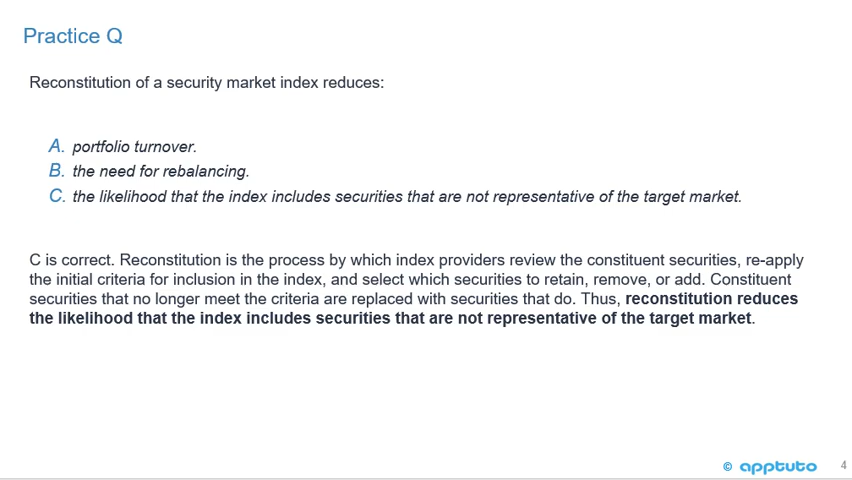 Practice Q
Reconstitution of a security market index reduces:
A. portfolio turnover.
B. the need for rebalancing.
C. the likelihood that the index includes securities that are not representative of the target market.
C is correct. Reconstitution is the process by which index providers review the constituent securities, re-apply
the initial criteria for inclusion in the index, and select which securities to retain, remove, or add. Constituent
securities that no longer meet the criteria are replaced with securities that do. Thus, reconstitution reduces
the likelihood that the index includes securities that are not representative of the target market.
© apptuto 4